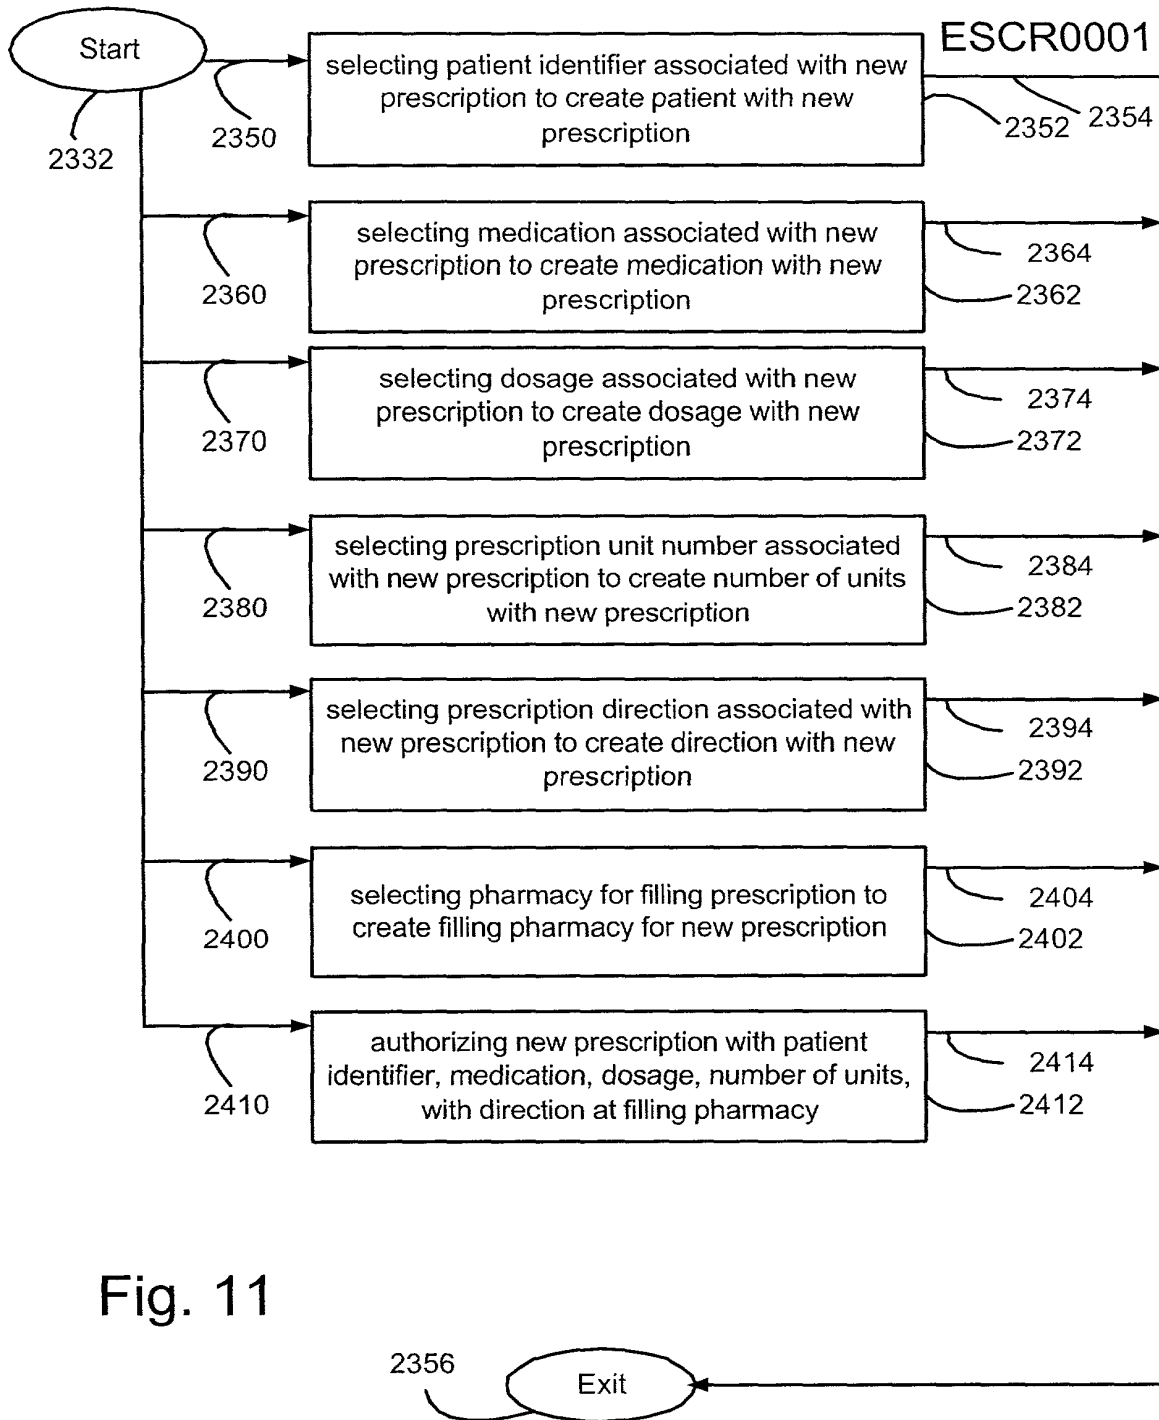 Start
ESCR0001
selecting patient identifier associated with new
prescription to create patient with new
prescription
2332
2350
2352
2354
selecting medication associated with new
prescription to create medication with new
prescription
2360
2364
2362
selecting dosage associated with new
prescription to create dosage with new
prescription
2370
2374
2372
selecting prescription unit number associated
with new prescription to create number of units
with new prescription
2380
2384
2382
selecting prescription direction associated with
new prescription to create direction with new
prescription
2390
2394
2392
selecting pharmacy for filling prescription to
create filling pharmacy for new prescription
2400
2404
2402
authorizing new prescription with patient
identifier, medication, dosage, number of units,
with direction at filling pharmacy
2410
2414
2412
Fig. 11
2356
Exit